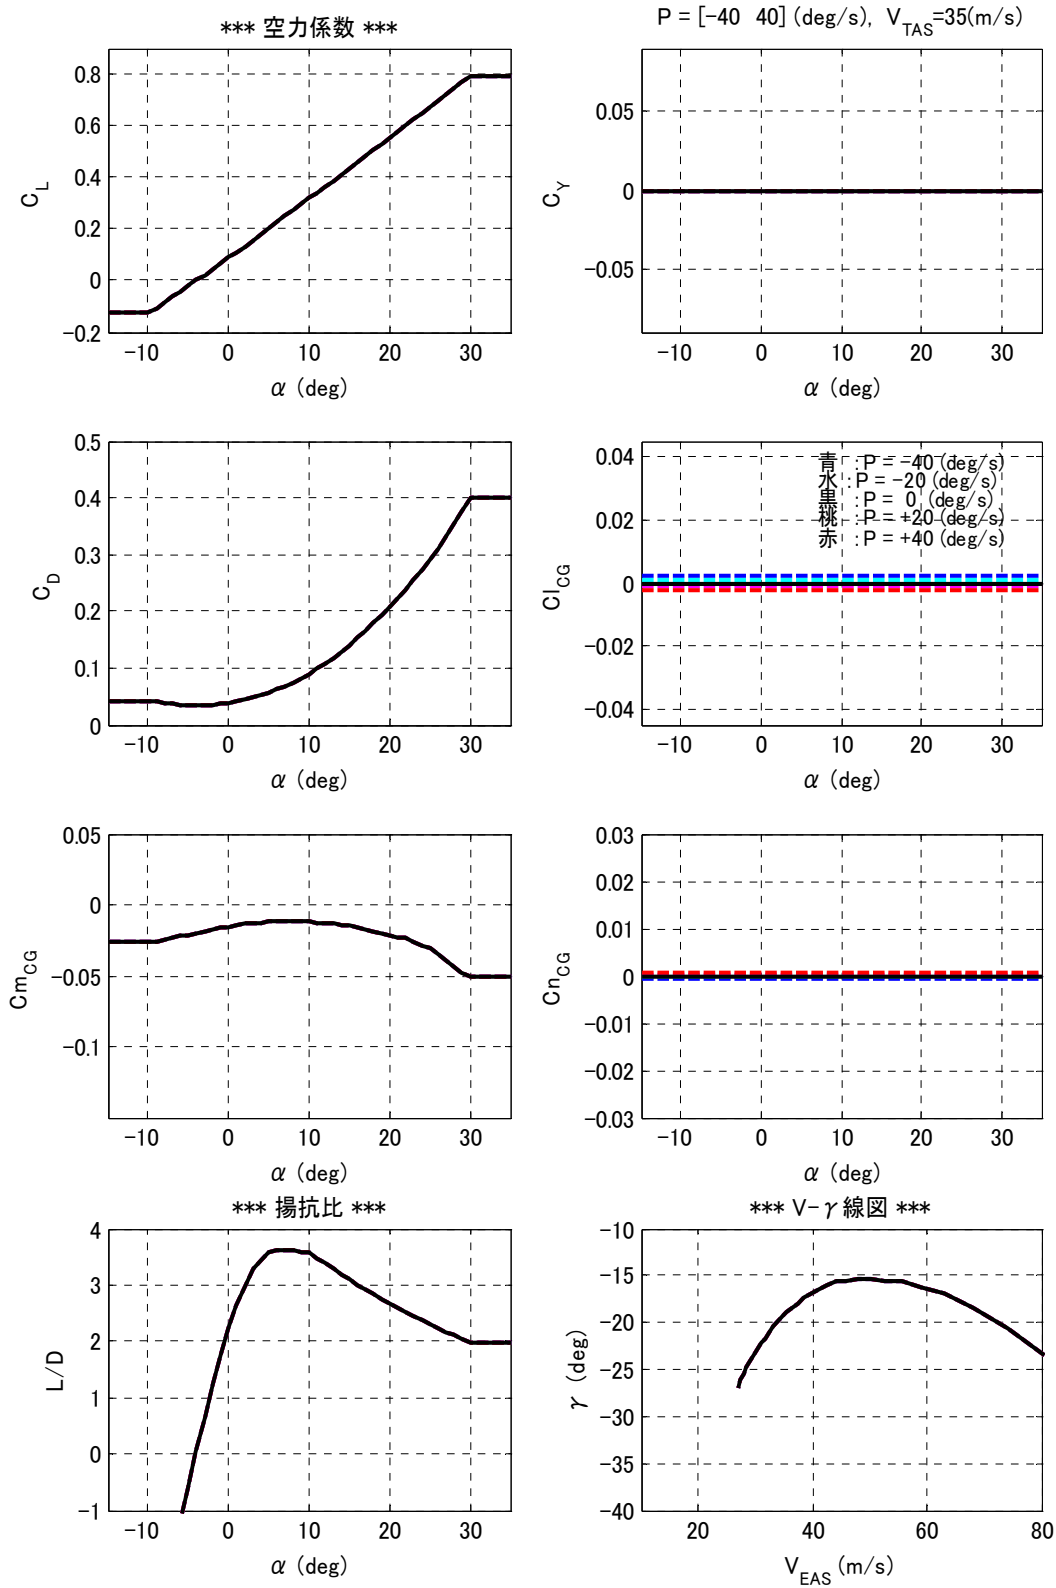 *** 空力係数 ***
0.8
0.6
0.4
0.2
0
-0.2
C_L
-10 0 10 20 30
α (deg)
P = [-40 40] (deg/s), V_TAS=35(m/s)
0.05
0
-0.05
C_Y
-10 0 10 20 30
α (deg)
0.5
0.4
0.3
0.2
0.1
0
C_D
-10 0 10 20 30
α (deg)
0.04
0.02
0
-0.02
-0.04
Cl_CG
青 :P = -40 (deg/s)
水 :P = -20 (deg/s)
黒 :P = 0 (deg/s)
桃 :P = +20 (deg/s)
赤 :P = +40 (deg/s)
-10 0 10 20 30
α (deg)
0.05
0
-0.05
-0.1
Cm_CG
-10 0 10 20 30
α (deg)
0.03
0.02
0.01
0
-0.01
-0.02
-0.03
Cn_CG
-10 0 10 20 30
α (deg)
*** 揚抗比 ***
4
3
2
1
0
-1
L/D
-10 0 10 20 30
α (deg)
*** V-γ線図 ***
-10
-15
-20
-25
-30
-35
-40
γ (deg)
20 40 60 80
V_EAS (m/s)